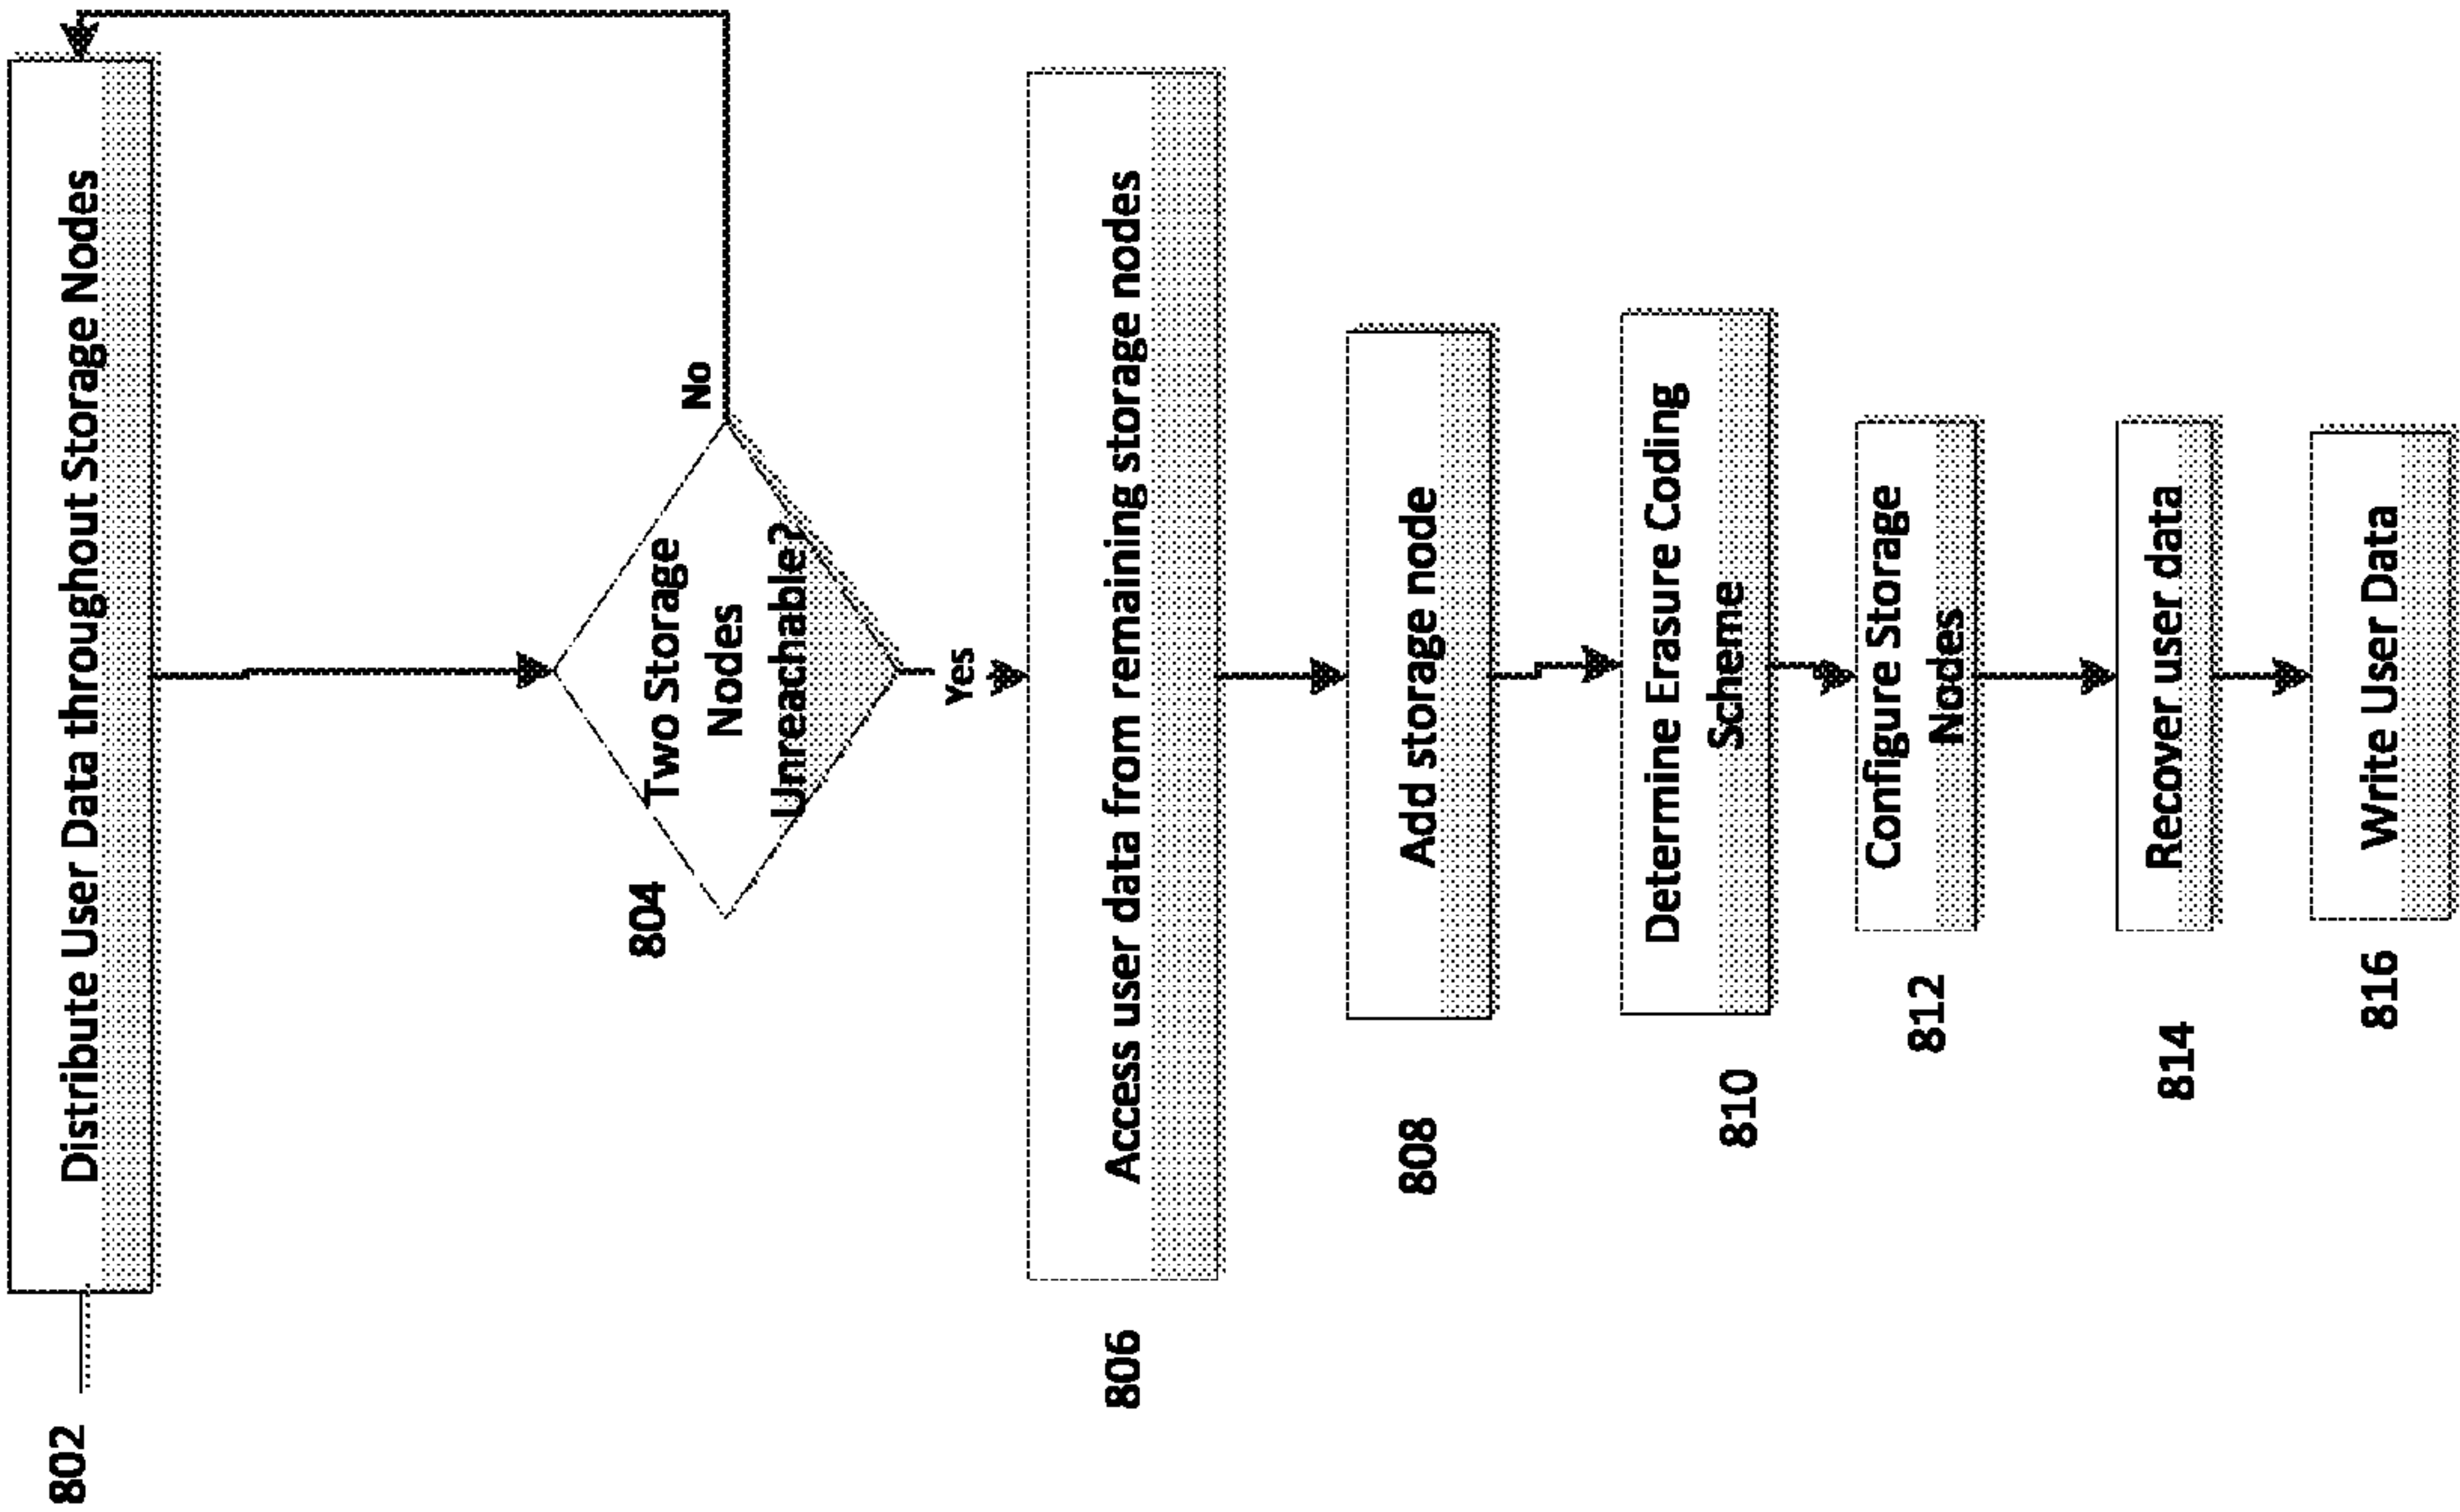 802
Distribute User Data throughout Storage Nodes
804
Two Storage
Nodes
Unreachable?
No
Yes
806
Access user data from remaining storage nodes
808
Add storage node
810
Determine Erasure Coding
Scheme
812
Configure Storage
Nodes
814
Recover user data
816
Write User Data